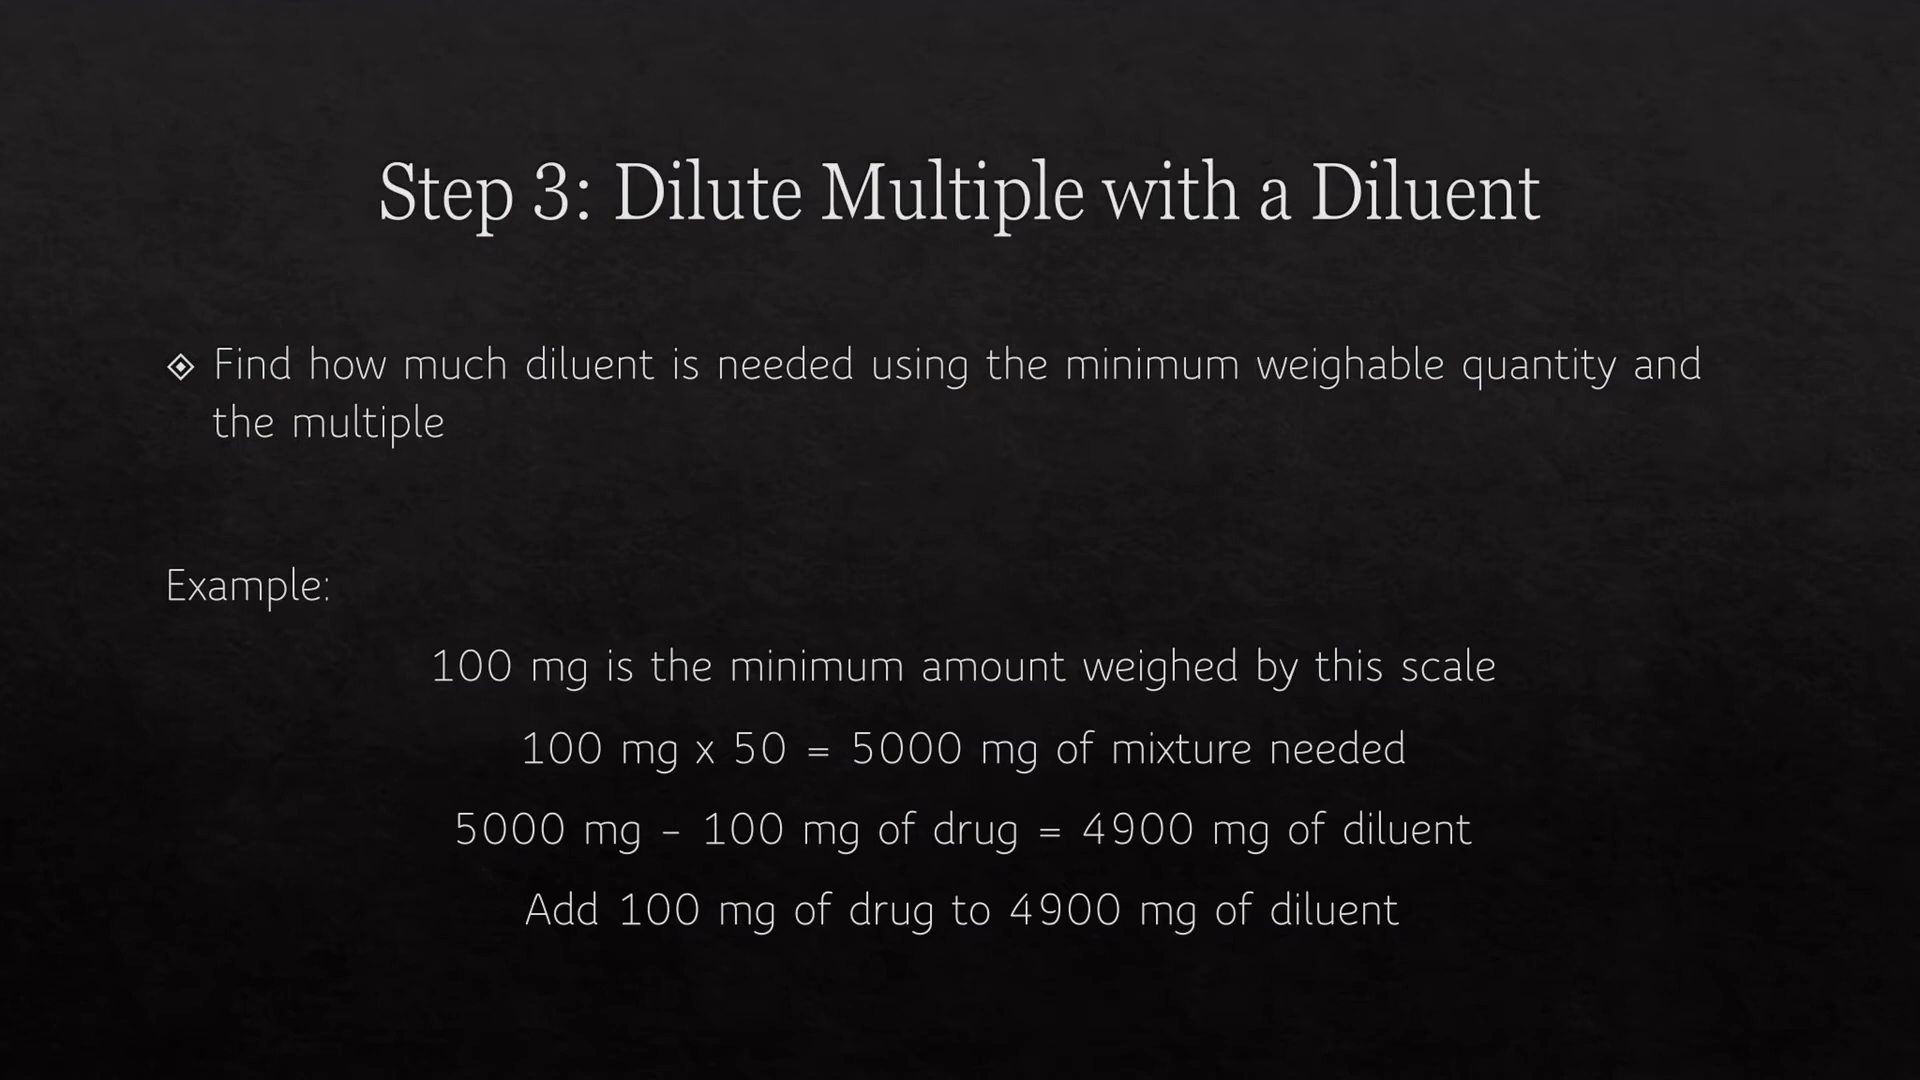 Step 3: Dilute Multiple with a Diluent
Find how much diluent is needed using the minimum weighable quantity and
the multiple
Example:
100 mg is the minimum amount weighed by this scale
100 mg x 50 = 5000 mg of mixture needed
5000 mg – 100 mg of drug = 4900 mg of diluent
Add 100 mg of drug to 4900 mg of diluent